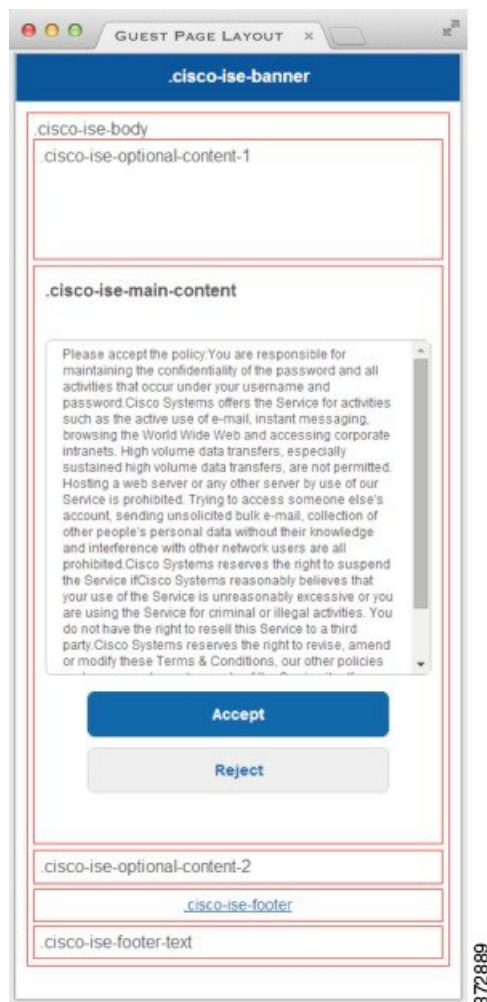 GUEST PAGE LAYOUT ×
.cisco-ise-banner
.cisco-ise-body
.cisco-ise-optional-content-1
.cisco-ise-main-content
Please accept the policy:You are responsible for
maintaining the confidentiality of the password and all
activities that occur under your username and
password.Cisco Systems offers the Service for activities
such as the active use of e-mail, instant messaging,
browsing the World Wide Web and accessing corporate
intranets. High volume data transfers, especially
sustained high volume data transfers, are not permitted.
Hosting a web server or any other server by use of our
Service is prohibited. Trying to access someone else's
account, sending unsolicited bulk e-mail, collection of
other people's personal data without their knowledge
and interference with other network users are all
prohibited.Cisco Systems reserves the right to suspend
the Service ifCisco Systems reasonably believes that
your use of the Service is unreasonably excessive or you
are using the Service for criminal or illegal activities. You
do not have the right to resell this Service to a third
party.Cisco Systems reserves the right to revise, amend
or modify these Terms & Conditions, our other policies
Accept
Reject
.cisco-ise-optional-content-2
.cisco-ise-footer
.cisco-ise-footer-text
372889